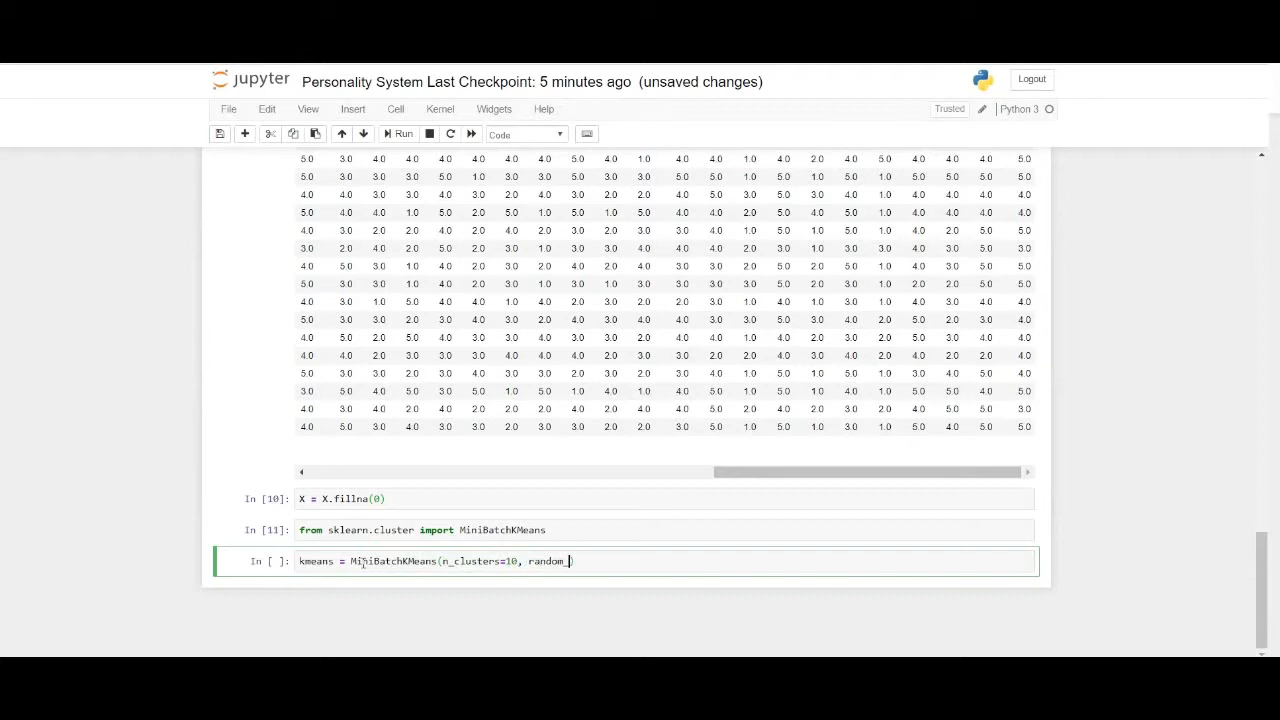 jupyter Personality System Last Checkpoint: 5 minutes ago (unsaved changes) Logout
File Edit View Insert Cell Kernel Widgets Help Trusted Python 3
Run Code
5.0 3.0 4.0 4.0 4.0 4.0 4.0 4.0 5.0 4.0 1.0 4.0 4.0 1.0 4.0 2.0 4.0 5.0 4.0 4.0 4.0 5.0
5.0 3.0 3.0 3.0 5.0 1.0 3.0 3.0 5.0 3.0 3.0 5.0 5.0 1.0 5.0 1.0 5.0 1.0 5.0 5.0 5.0 5.0
4.0 4.0 3.0 3.0 4.0 3.0 2.0 4.0 3.0 2.0 4.0 4.0 5.0 3.0 5.0 3.0 4.0 1.0 4.0 4.0 4.0 5.0
5.0 4.0 4.0 1.0 5.0 2.0 5.0 1.0 5.0 1.0 5.0 4.0 4.0 2.0 5.0 4.0 5.0 1.0 4.0 4.0 4.0 4.0
4.0 3.0 2.0 2.0 4.0 2.0 4.0 2.0 3.0 2.0 3.0 3.0 4.0 1.0 5.0 1.0 5.0 1.0 4.0 2.0 4.0 5.0
3.0 2.0 4.0 2.0 5.0 2.0 3.0 1.0 3.0 3.0 4.0 4.0 4.0 2.0 3.0 1.0 3.0 3.0 4.0 3.0 5.0 3.0
4.0 5.0 3.0 1.0 4.0 2.0 3.0 2.0 4.0 2.0 4.0 3.0 3.0 2.0 5.0 2.0 5.0 1.0 4.0 3.0 5.0 5.0
5.0 3.0 3.0 1.0 4.0 2.0 3.0 1.0 3.0 1.0 3.0 3.0 3.0 3.0 5.0 2.0 3.0 1.0 2.0 2.0 5.0 5.0
4.0 3.0 1.0 5.0 4.0 4.0 1.0 4.0 2.0 3.0 2.0 2.0 3.0 1.0 4.0 1.0 3.0 1.0 4.0 3.0 4.0 5.0
5.0 3.0 3.0 2.0 4.0 3.0 2.0 4.0 3.0 4.0 4.0 4.0 3.0 3.0 5.0 3.0 4.0 2.0 5.0 2.0 3.0 4.0
4.0 5.0 2.0 5.0 4.0 3.0 3.0 3.0 4.0 2.0 4.0 5.0 4.0 1.0 4.0 2.0 3.0 2.0 5.0 3.0 4.0 5.0
4.0 4.0 2.0 3.0 3.0 3.0 4.0 4.0 4.0 2.0 3.0 3.0 2.0 2.0 4.0 3.0 4.0 2.0 4.0 2.0 4.0 4.0
5.0 3.0 3.0 2.0 4.0 3.0 3.0 2.0 3.0 2.0 3.0 3.0 4.0 1.0 5.0 1.0 5.0 1.0 3.0 4.0 5.0 4.0
3.0 5.0 4.0 5.0 3.0 5.0 1.0 5.0 1.0 4.0 1.0 4.0 5.0 1.0 5.0 1.0 4.0 1.0 5.0 5.0 4.0 5.0
4.0 3.0 4.0 2.0 4.0 2.0 2.0 2.0 4.0 2.0 4.0 4.0 5.0 2.0 4.0 2.0 3.0 2.0 4.0 5.0 5.0 3.0
4.0 5.0 3.0 4.0 3.0 3.0 2.0 3.0 3.0 2.0 3.0 4.0 5.0 1.0 5.0 1.0 5.0 1.0 5.0 4.0 5.0 5.0
In [10]: X = X.fillna(0)
In [11]: from sklearn.cluster import MiniBatchKMeans
In [ ]: kmeans = MiniBatchKMeans(n_clusters=10, random_)